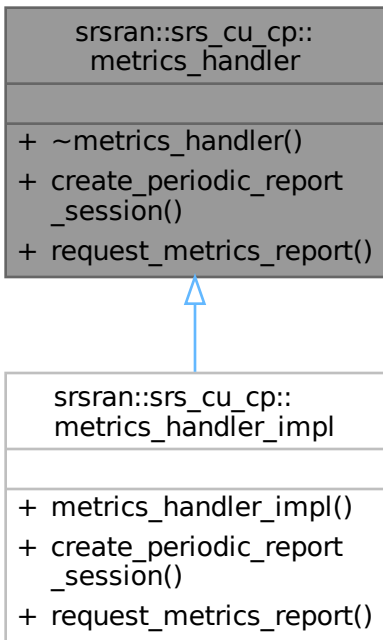 srsran::srs_cu_cp::
metrics_handler
+ ~metrics_handler()
+ create_periodic_report
_session()
+ request_metrics_report()
srsran::srs_cu_cp::
metrics_handler_impl
+ metrics_handler_impl()
+ create_periodic_report
_session()
+ request_metrics_report()